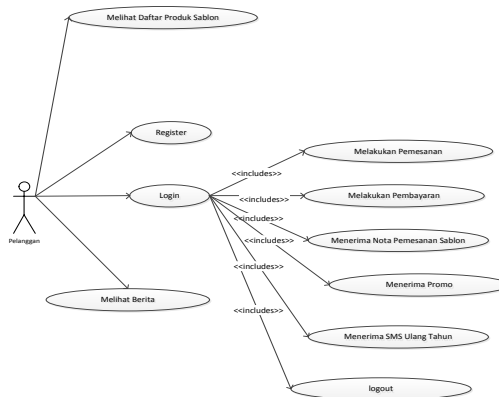 Melihat Daftar Produk Sablon
Register
Login
Pelanggan
Melihat Berita
<<includes>>
<<includes>>
<<includes>>
<<includes>>
<<includes>>
<<includes>>
Melakukan Pemesanan
Melakukan Pembayaran
Menerima Nota Pemesanan Sablon
Menerima Promo
Menerima SMS Ulang Tahun
logout